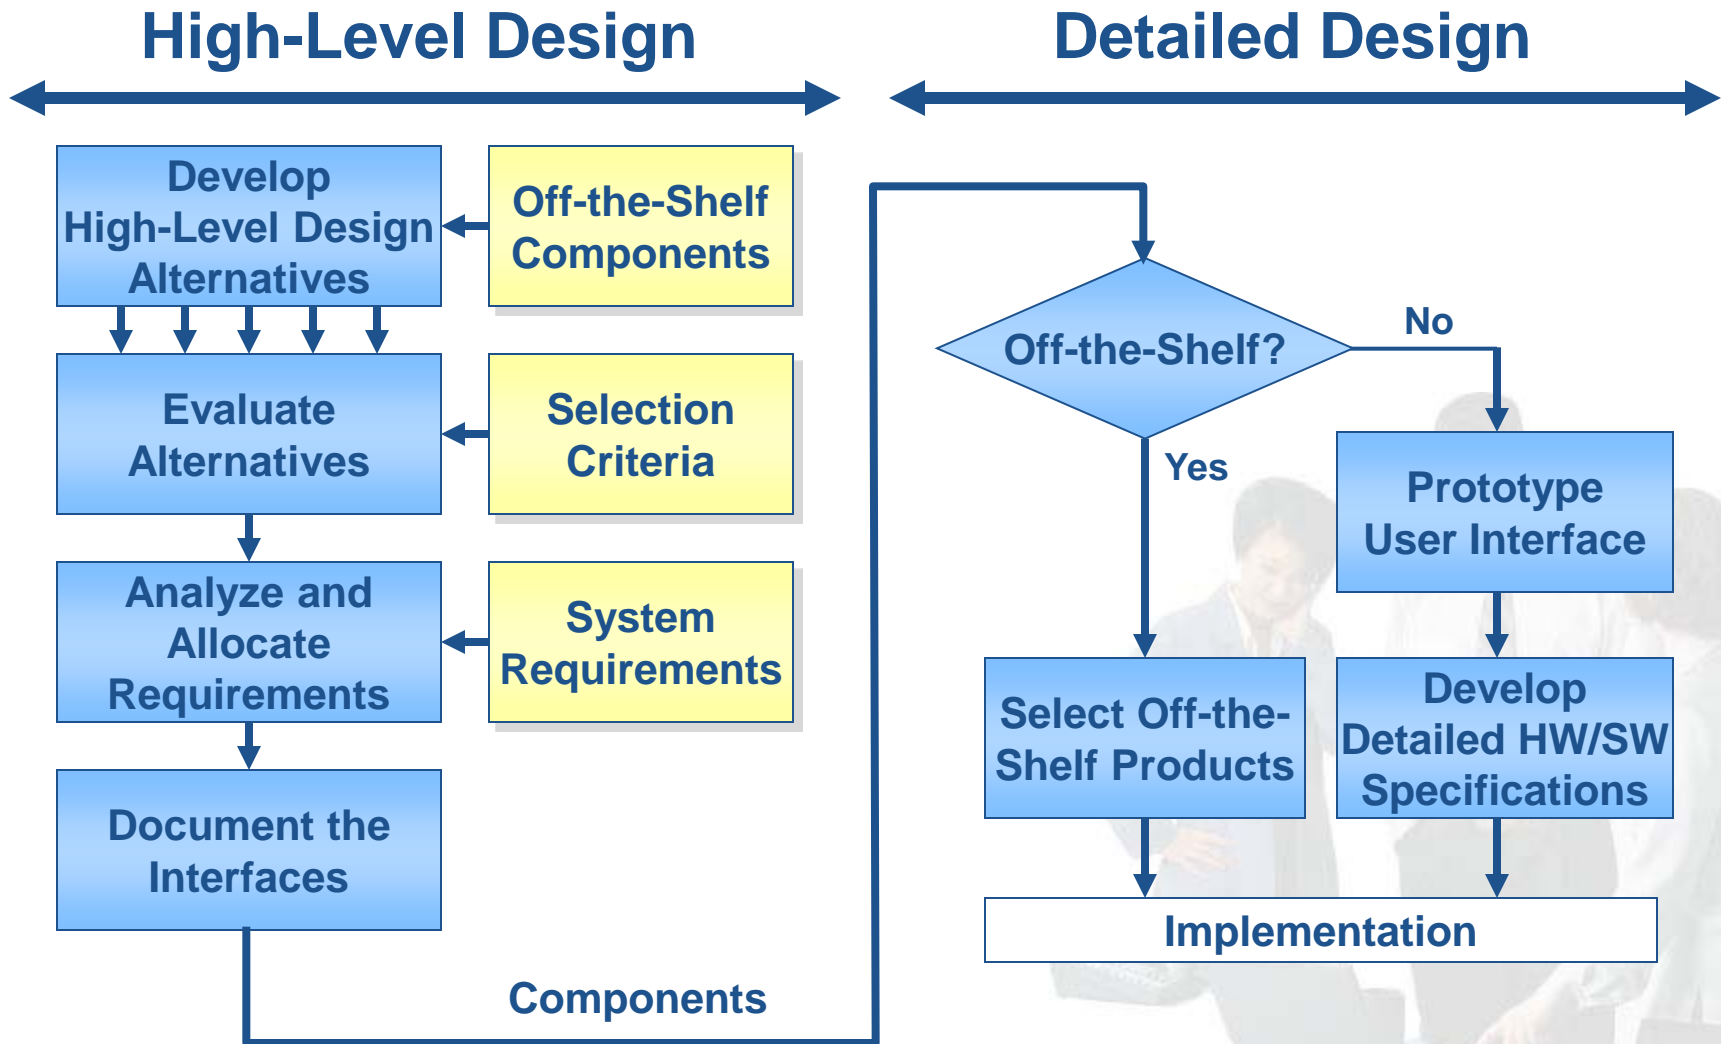 High-Level Design
Detailed Design
Develop
High-Level Design
Alternatives
Off-the-Shelf
Components
Evaluate
Alternatives
Selection
Criteria
Analyze and
Allocate
Requirements
System
Requirements
Document the
Interfaces
Components
Off-the-Shelf?
No
Yes
Prototype
User Interface
Select Off-the-
Shelf Products
Develop
Detailed HW/SW
Specifications
Implementation